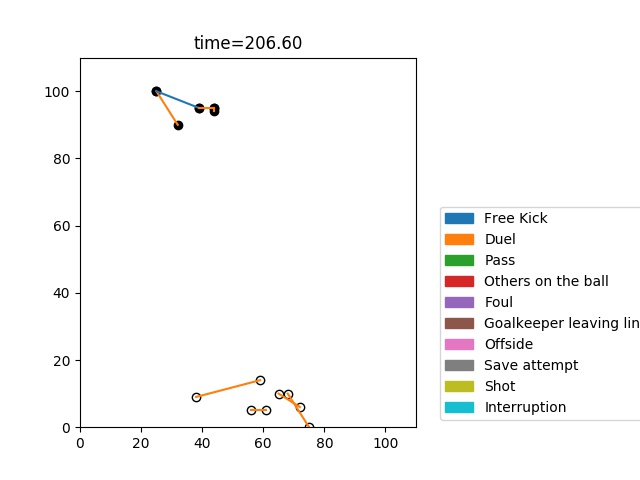 time=206.60
100
80
60
40
20
0
0 20 40 60 80 100
Free Kick
Duel
Pass
Others on the ball
Foul
Goalkeeper leaving lin
Offside
Save attempt
Shot
Interruption